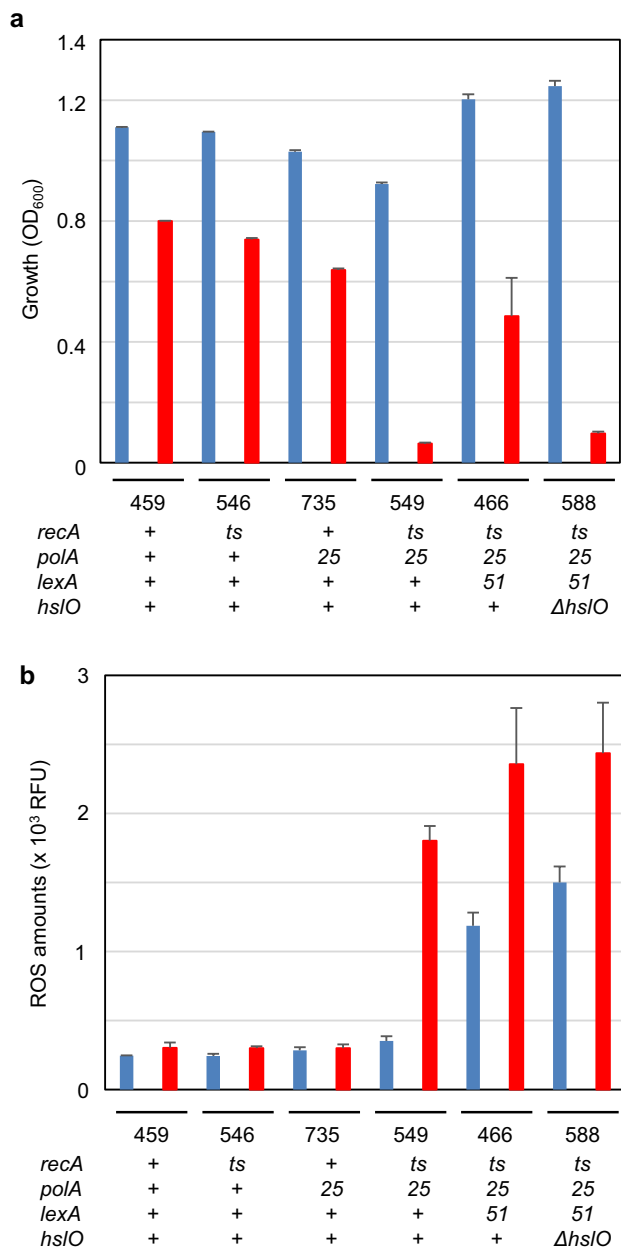 a
Growth (OD₆₀₀)
1.4
1.2
0.8
0.4
0
459 546 735 549 466 588
recA + ts + ts ts ts
polA + + 25 25 25 25
lexA + + + + 51 51
hslO + + + + + ΔhslO
b
ROS amounts (x 10³ RFU)
3
2
1
0
459 546 735 549 466 588
recA + ts + ts ts ts
polA + + 25 25 25 25
lexA + + + + 51 51
hslO + + + + + ΔhslO